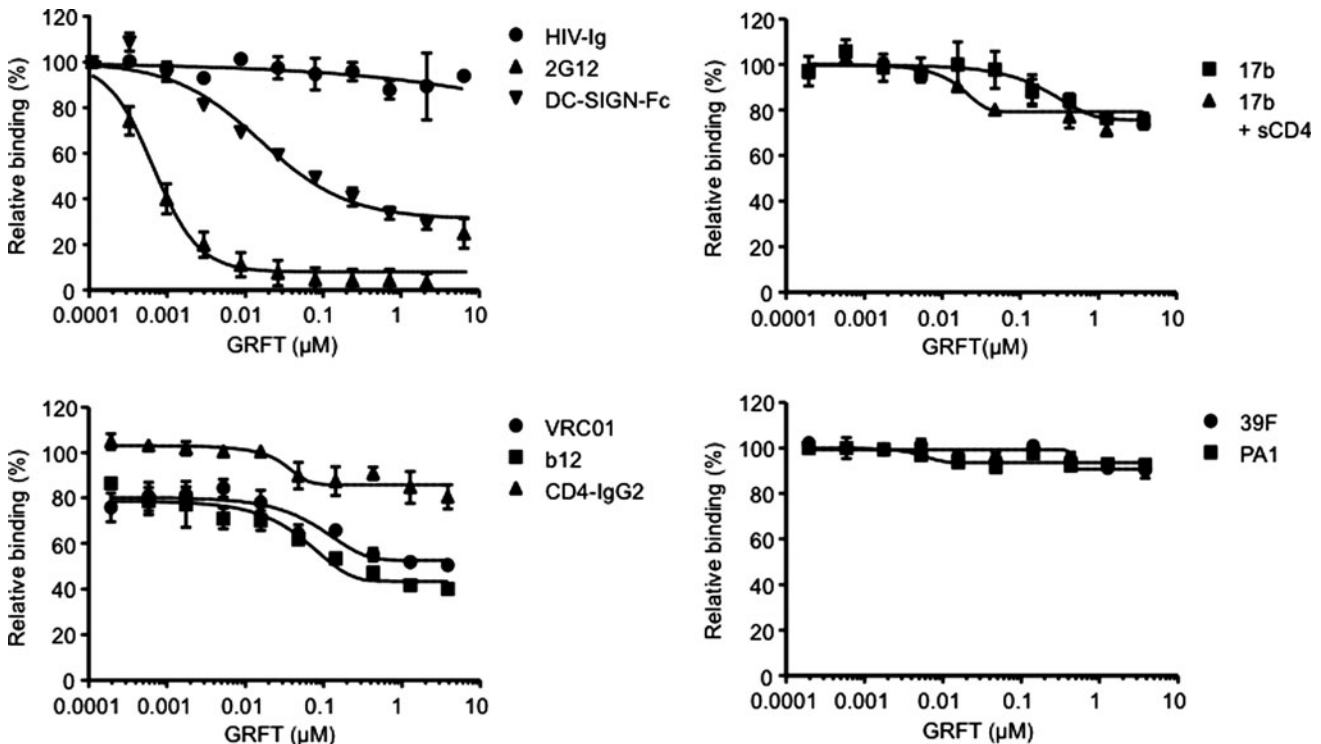 Relative binding (%)
120
100
80
60
40
20
0
0.0001 0.001 0.01 0.1 1 10
GRFT (µM)
HIV-Ig
2G12
DC-SIGN-Fc
Relative binding (%)
120
100
80
60
40
20
0
0.0001 0.001 0.01 0.1 1 10
GRFT(µM)
17b
17b
+ sCD4
Relative binding (%)
120
100
80
60
40
20
0
0.0001 0.001 0.01 0.1 1 10
GRFT (µM)
VRC01
b12
CD4-IgG2
Relative binding (%)
120
100
80
60
40
20
0
0.0001 0.001 0.01 0.1 1 10
GRFT (µM)
39F
PA1